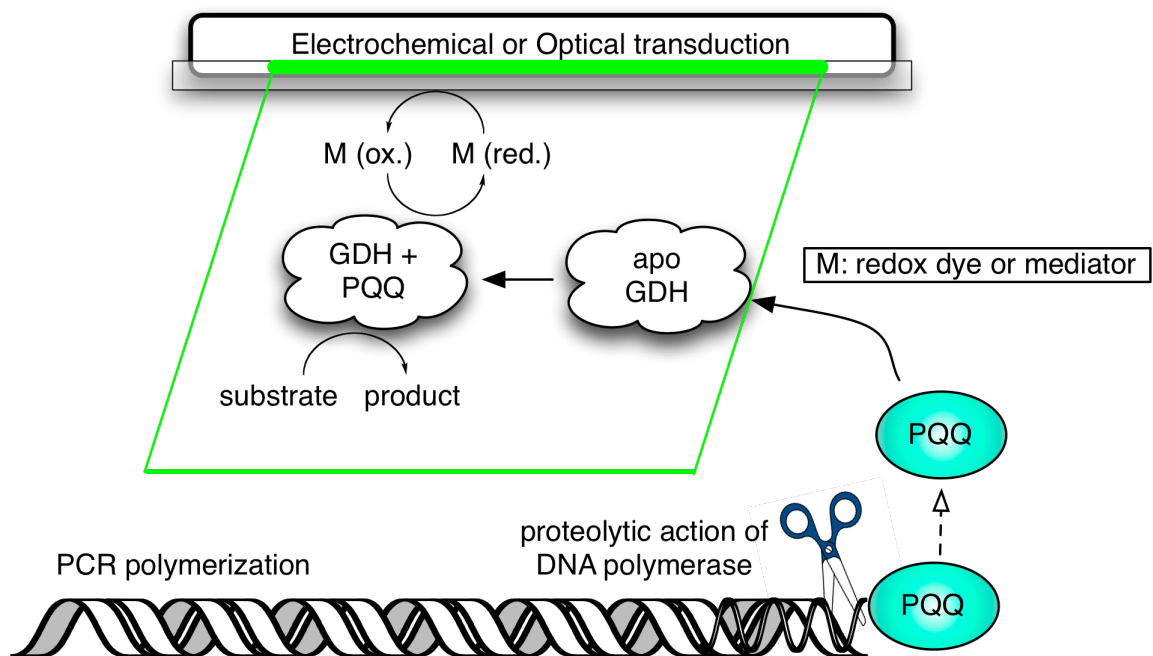 Electrochemical or Optical transduction
M (ox.)
M (red.)
GDH +
PQQ
apo
GDH
M: redox dye or mediator
substrate
product
PQQ
proteolytic action of
DNA polymerase
PCR polymerization
PQQ